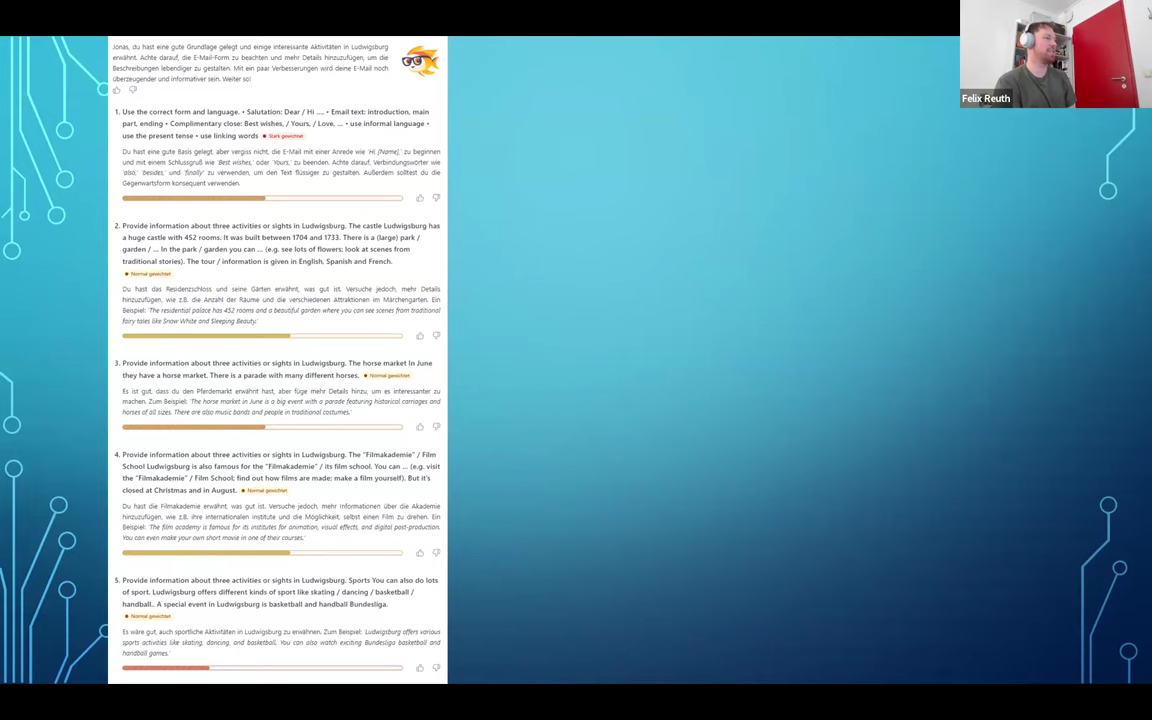 Jonas, du hast eine gute Grundlage gelegt und einige interessante Aktivitäten in Ludwigsburg
erwähnt. Achte darauf, die E-Mail-Form zu beachten und mehr Details hinzuzufügen, um die
Beschreibungen lebendiger zu gestalten. Mit ein paar Verbesserungen wird deine E-Mail noch
überzeugender und informativer sein. Weiter so!
1. Use the correct form and language. • Salutation: Dear / Hi ..., • Email text: introduction, main
part, ending • Complimentary close: Best wishes, / Yours, / Love, ... • use informal language •
use the present tense • use linking words • Stark gewichtet
Du hast eine gute Basis gelegt, aber vergiss nicht, die E-Mail mit einer Anrede wie 'Hi [Name],' zu beginnen
und mit einem Schlussgruß wie 'Best wishes,' oder 'Yours,' zu beenden. Achte darauf, Verbindungswörter wie
'also,' 'besides,' und 'finally' zu verwenden, um den Text flüssiger zu gestalten. Außerdem solltest du die
Gegenwartsform konsequent verwenden.
2. Provide information about three activities or sights in Ludwigsburg. The castle Ludwigsburg has
a huge castle with 452 rooms. It was built between 1704 and 1733. There is a (large) park /
garden / ... In the park / garden you can ... (e.g. see lots of flowers; look at scenes from
traditional stories). The tour / information is given in English, Spanish and French.
• Normal gewichtet
Du hast das Residenzschloss und seine Gärten erwähnt, was gut ist. Versuche jedoch, mehr Details
hinzuzufügen, wie z.B. die Anzahl der Räume und die verschiedenen Attraktionen im Märchengarten. Ein
Beispiel: 'The residential palace has 452 rooms and a beautiful garden where you can see scenes from traditional
fairy tales like Snow White and Sleeping Beauty.'
3. Provide information about three activities or sights in Ludwigsburg. The horse market In June
they have a horse market. There is a parade with many different horses. • Normal gewichtet
Es ist gut, dass du den Pferdemarkt erwähnt hast, aber füge mehr Details hinzu, um es interessanter zu
machen. Zum Beispiel: 'The horse market in June is a big event with a parade featuring historical carriages and
horses of all sizes. There are also music bands and people in traditional costumes.'
4. Provide information about three activities or sights in Ludwigsburg. The "Filmakademie" / Film
School Ludwigsburg is also famous for the "Filmakademie" / its film school. You can ... (e.g. visit
the "Filmakademie" / Film School; find out how films are made; make a film yourself). But it's
closed at Christmas and in August. • Normal gewichtet
Du hast die Filmakademie erwähnt, was gut ist. Versuche jedoch, mehr Informationen über die Akademie
hinzuzufügen, wie z.B. ihre internationalen Institute und die Möglichkeit, selbst einen Film zu drehen. Ein
Beispiel: 'The film academy is famous for its institutes for animation, visual effects, and digital post-production.
You can even make your own short movie in one of their courses.'
5. Provide information about three activities or sights in Ludwigsburg. Sports You can also do lots
of sport. Ludwigsburg offers different kinds of sport like skating / dancing / basketball /
handball.. A special event in Ludwigsburg is basketball and handball Bundesliga.
• Normal gewichtet
Es wäre gut, auch sportliche Aktivitäten in Ludwigsburg zu erwähnen. Zum Beispiel: 'Ludwigsburg offers various
sports activities like skating, dancing, and basketball. You can also watch exciting Bundesliga basketball and
handball games.'
Felix Reuth